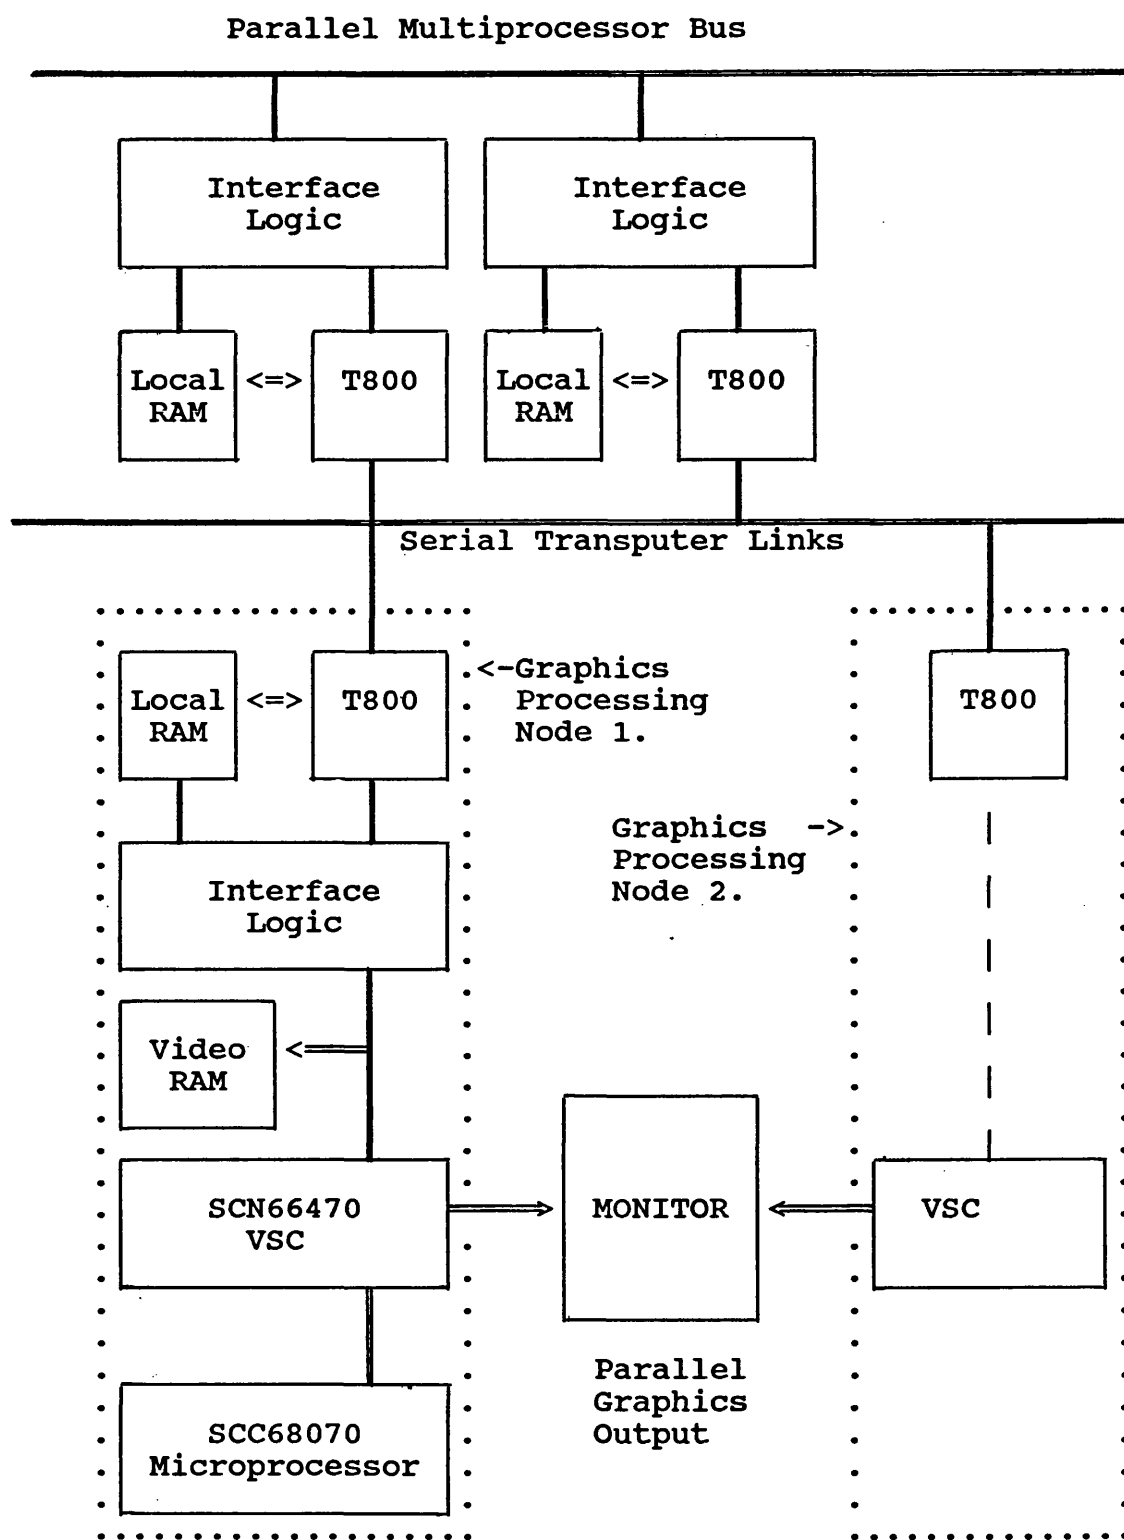 Parallel Multiprocessor Bus
Interface
Logic
Interface
Logic
Local
RAM
<=>
T800
Local
RAM
<=>
T800
Serial Transputer Links
Local
RAM
<=>
T800
<-Graphics
Processing
Node 1.
T800
Graphics ->
Processing
Node 2.
Interface
Logic
Video
RAM
SCN66470
VSC
MONITOR
VSC
Parallel
Graphics
Output
SCC68070
Microprocessor